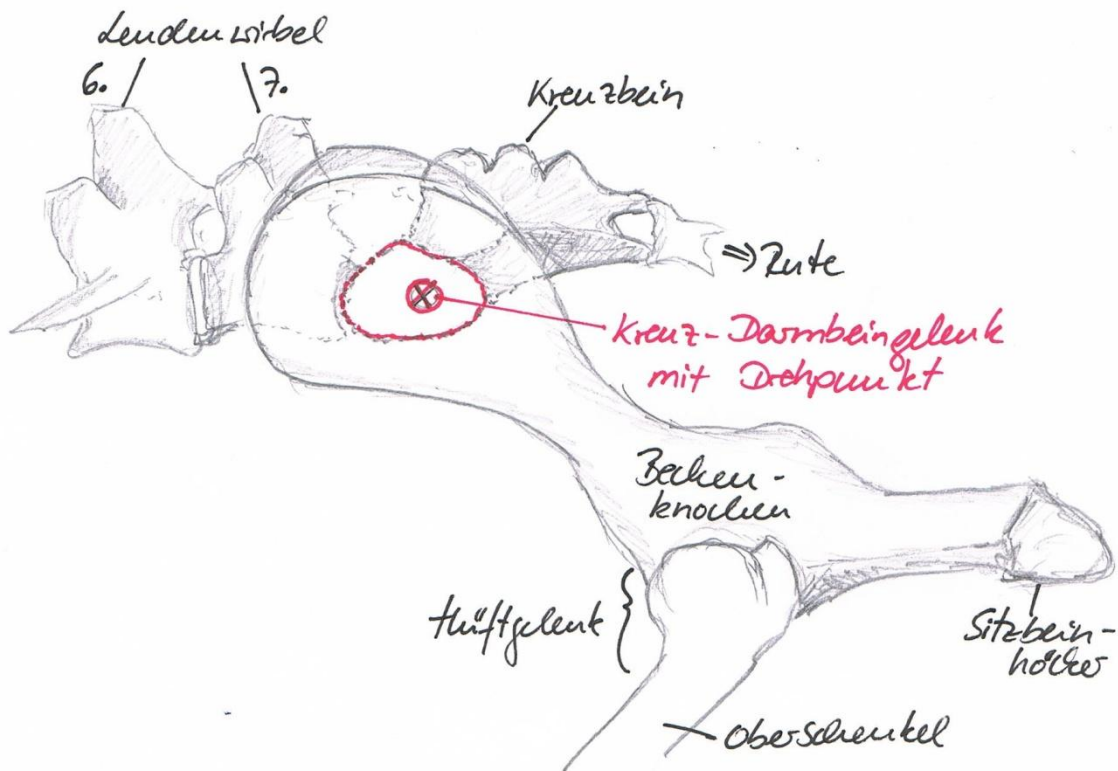 Lendenwirbel
6. 7.
Kreuzbein
⇒ Rute
Kreuz-Darmbeingelenk
mit Drehpunkt
Becken-
knochen
Hüftgelenk
Sitzbein-
höcker
Oberschenkel